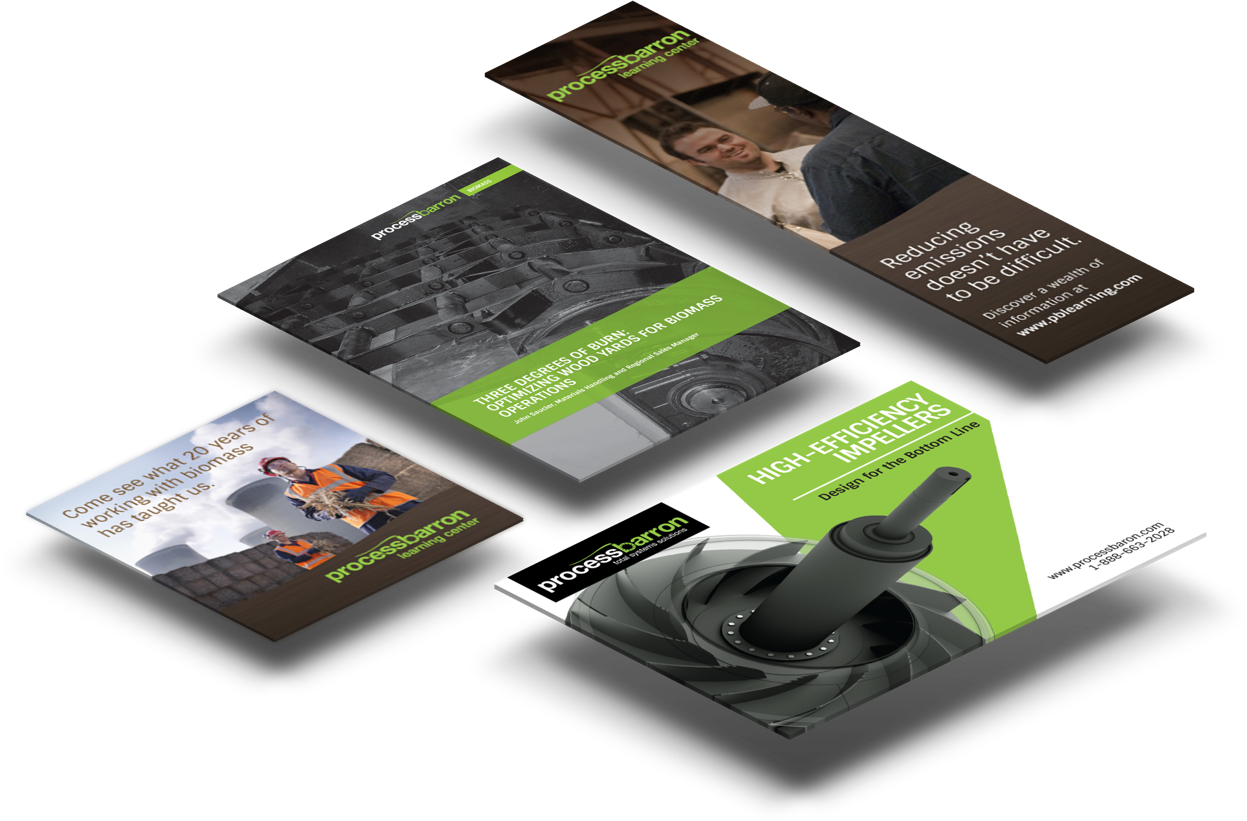 processbarron
learning center
Reducing
emissions
doesn't have
to be difficult.
Discover a wealth of
information at
www.pblearning.com
BIOMASS
processbarron
THREE DEGREES OF BURN:
OPTIMIZING WOOD YARDS FOR BIOMASS
OPERATIONS
John Saucier, Materials Handling and Regional Sales Manager
Come see what 20 years of
working with biomass
has taught us.
processbarron
learning center
HIGH-EFFICIENCY
IMPELLERS
Design for the Bottom Line
processbarron
total systems solutions
www.processbarron.com
1-888-663-2028